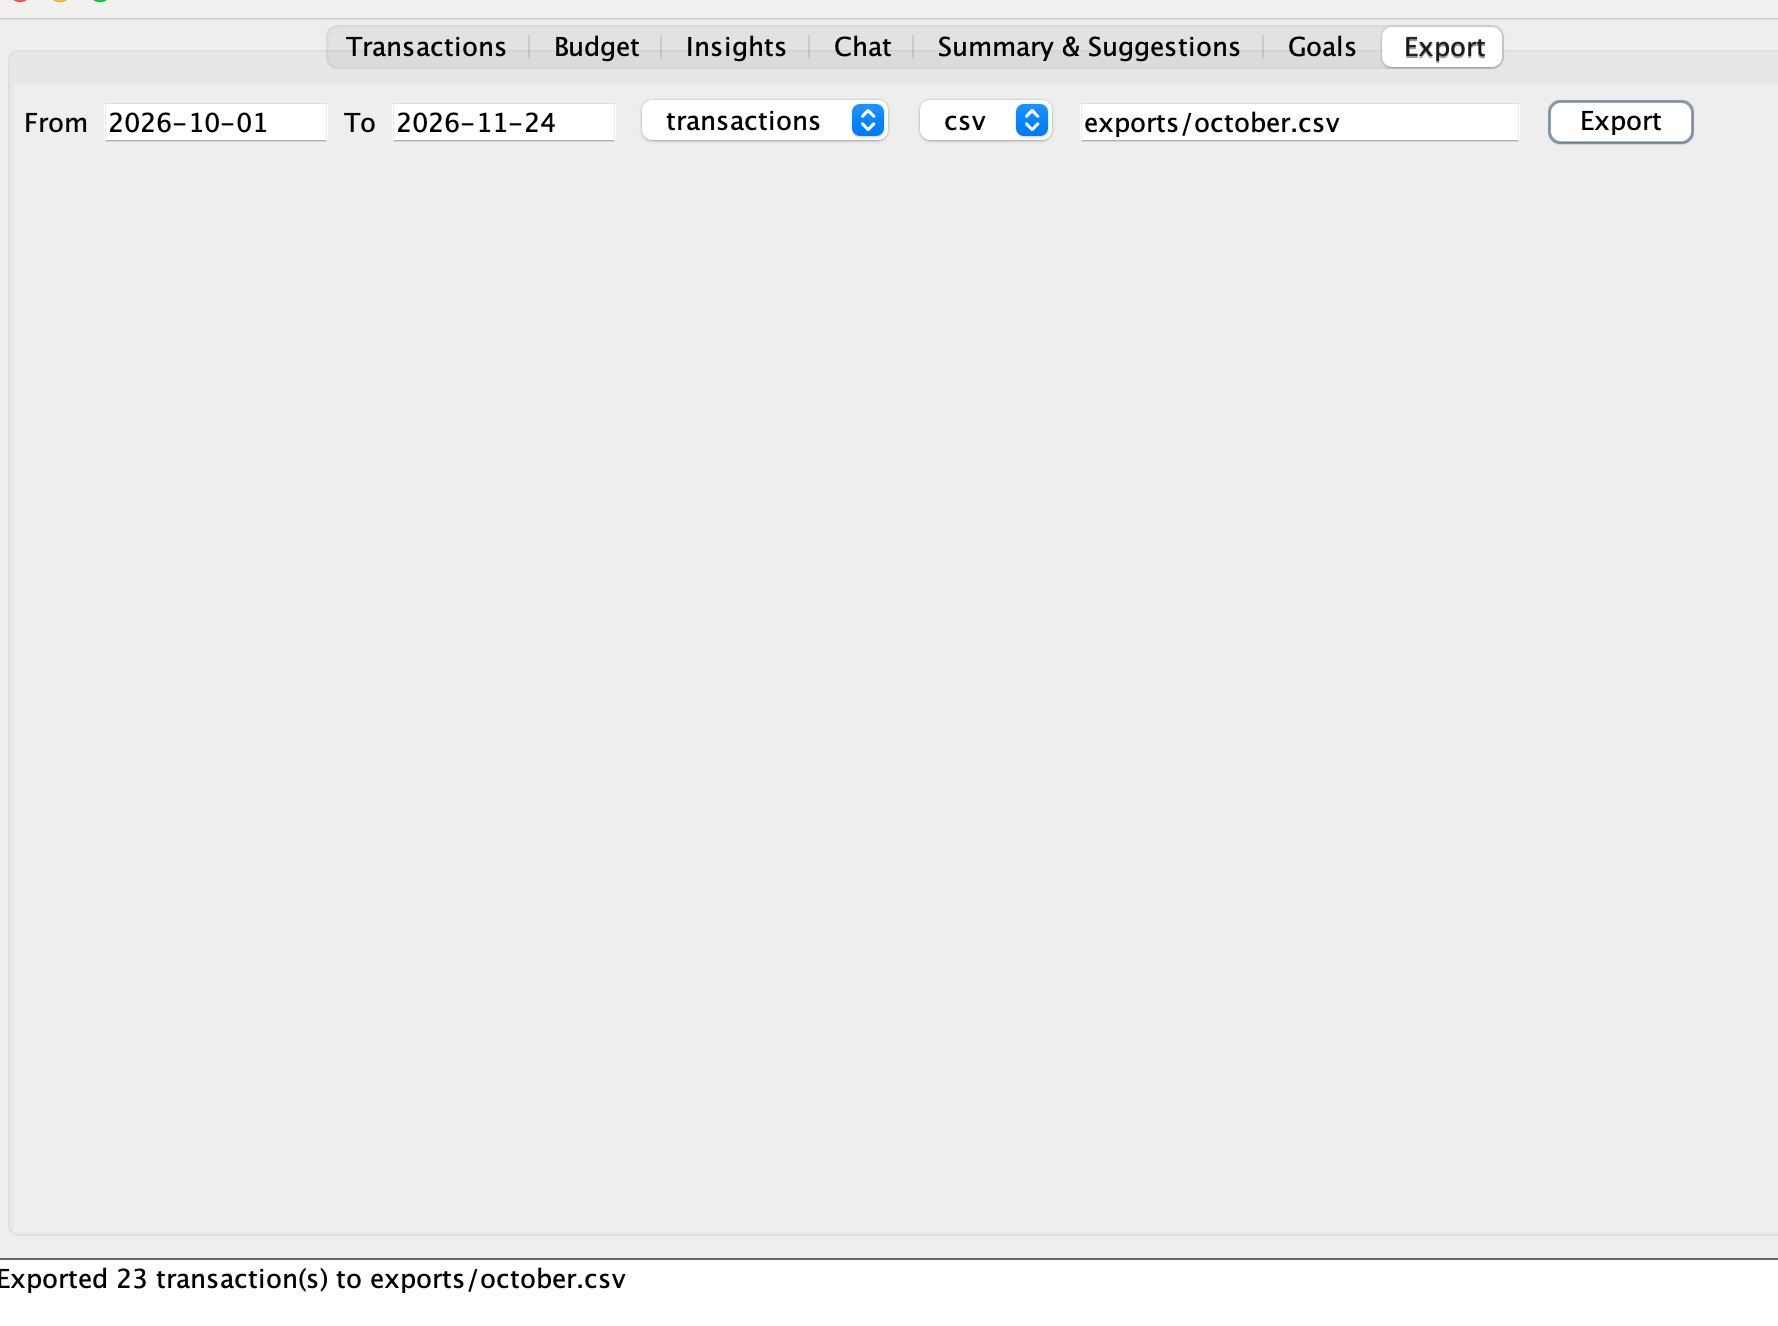 Transactions Budget Insights Chat Summary & Suggestions Goals Export
From 2026-10-01 To 2026-11-24 transactions csv exports/october.csv Export
Exported 23 transaction(s) to exports/october.csv